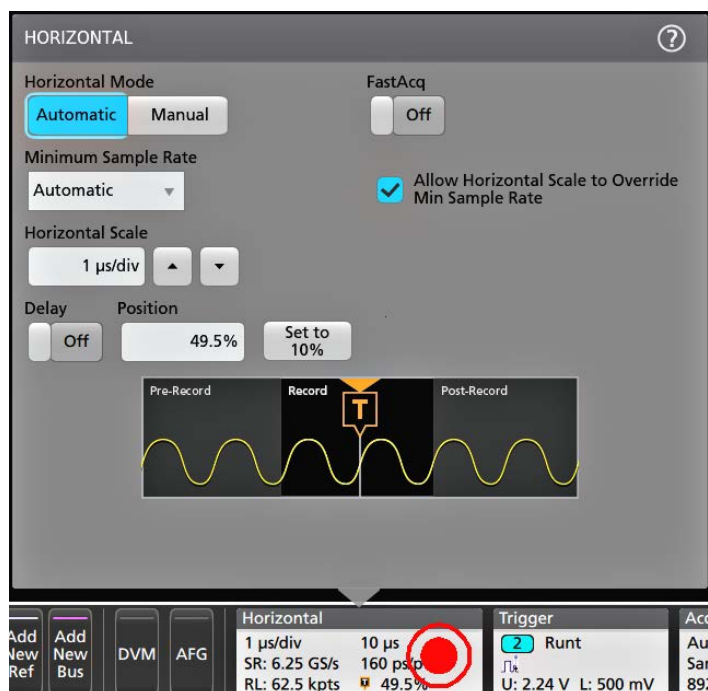 HORIZONTAL
?
Horizontal Mode
Automatic Manual
FastAcq
Off
Minimum Sample Rate
Automatic
Allow Horizontal Scale to Override
Min Sample Rate
Horizontal Scale
1 µs/div
Delay Position
Off 49.5% Set to
10%
Pre-Record Record Post-Record
T
Add
New
Ref
Add
New
Bus
DVM
AFG
Horizontal
1 µs/div 10 µs
SR: 6.25 GS/s 160 ps/p
RL: 62.5 kpts 49.5%
Trigger
2 Runt
U: 2.24 V L: 500 mV